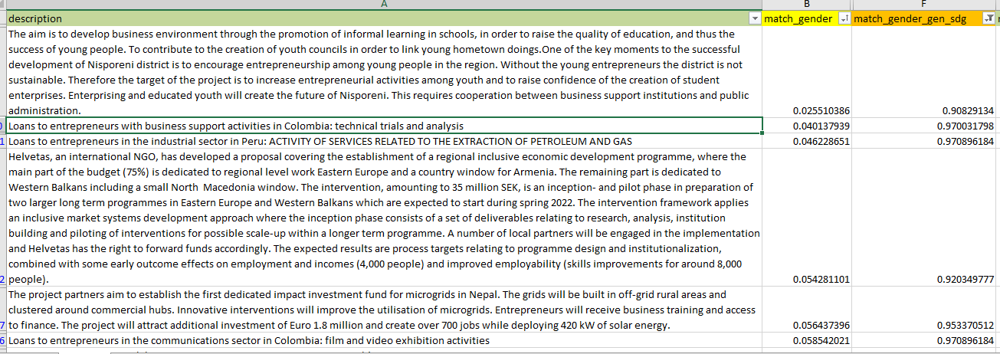 A B F
description match_gender match_gender_gen_sdg
The aim is to develop business environment through the promotion of informal learning in schools, in order to raise the quality of education, and thus the
success of young people. To contribute to the creation of youth councils in order to link young hometown doings.One of the key moments to the successful
development of Nisporeni district is to encourage entrepreneurship among young people in the region. Without the young entrepreneurs the district is not
sustainable. Therefore the target of the project is to increase entrepreneurial activities among youth and to raise confidence of the creation of student
enterprises. Enterprising and educated youth will create the future of Nisporeni. This requires cooperation between business support institutions and public
administration. 0.025510386 0.90829134
Loans to entrepreneurs with business support activities in Colombia: technical trials and analysis 0.040137939 0.970031798
1 Loans to entrepreneurs in the industrial sector in Peru: ACTIVITY OF SERVICES RELATED TO THE EXTRACTION OF PETROLEUM AND GAS 0.046228651 0.970896184
Helvetas, an international NGO, has developed a proposal covering the establishment of a regional inclusive economic development programme, where the
main part of the budget (75%) is dedicated to regional level work Eastern Europe and a country window for Armenia. The remaining part is dedicated to
Western Balkans including a small North Macedonia window. The intervention, amounting to 35 million SEK, is an inception- and pilot phase in preparation of
two larger long term programmes in Eastern Europe and Western Balkans which are expected to start during spring 2022. The intervention framework applies
an inclusive market systems development approach where the inception phase consists of a set of deliverables relating to research, analysis, institution
building and piloting of interventions for possible scale-up within a longer term programme. A number of local partners will be engaged in the implementation
and Helvetas has the right to forward funds accordingly. The expected results are process targets relating to programme design and institutionalization,
combined with some early outcome effects on employment and incomes (4,000 people) and improved employability (skills improvements for around 8,000
2 people). 0.054281101 0.920349777
The project partners aim to establish the first dedicated impact investment fund for microgrids in Nepal. The grids will be built in off-grid rural areas and
clustered around commercial hubs. Innovative interventions will improve the utilisation of microgrids. Entrepreneurs will receive business training and access
7 to finance. The project will attract additional investment of Euro 1.8 million and create over 700 jobs while deploying 420 kW of solar energy. 0.056437396 0.953370512
6 Loans to entrepreneurs in the communications sector in Colombia: film and video exhibition activities 0.058542021 0.970896184